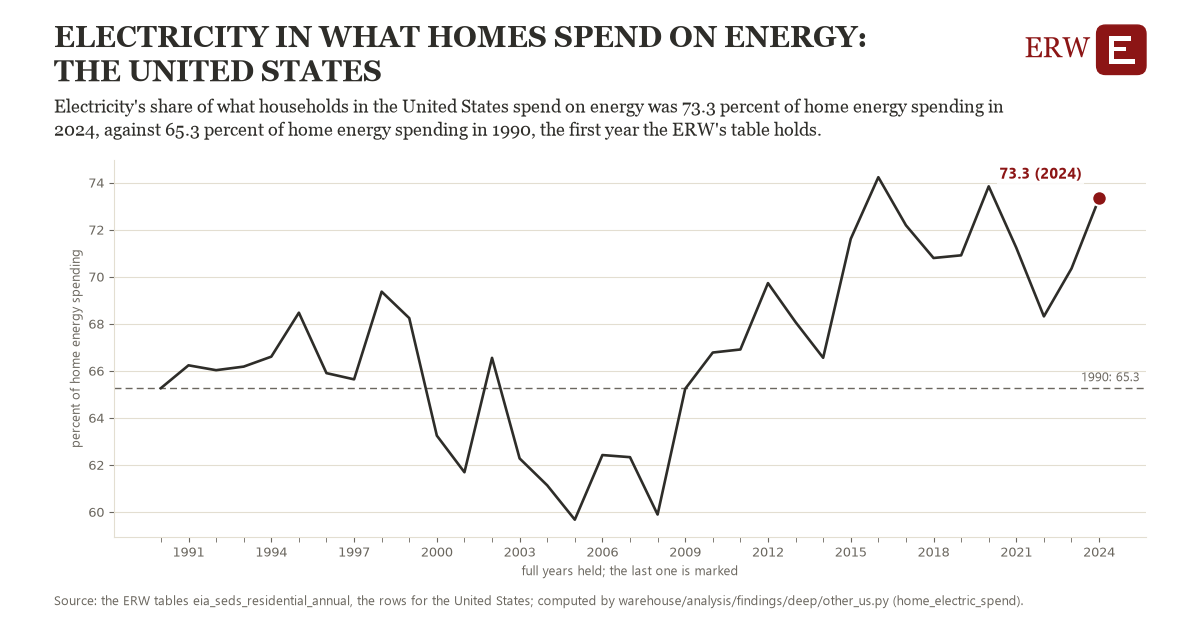 ELECTRICITY IN WHAT HOMES SPEND ON ENERGY:
THE UNITED STATES
ERW E
Electricity's share of what households in the United States spend on energy was 73.3 percent of home energy spending in
2024, against 65.3 percent of home energy spending in 1990, the first year the ERW's table holds.
percent of home energy spending
74
72
70
68
66
64
62
60
73.3 (2024)
1990: 65.3
1991 1994 1997 2000 2003 2006 2009 2012 2015 2018 2021 2024
full years held; the last one is marked
Source: the ERW tables eia_seds_residential_annual, the rows for the United States; computed by warehouse/analysis/findings/deep/other_us.py (home_electric_spend).